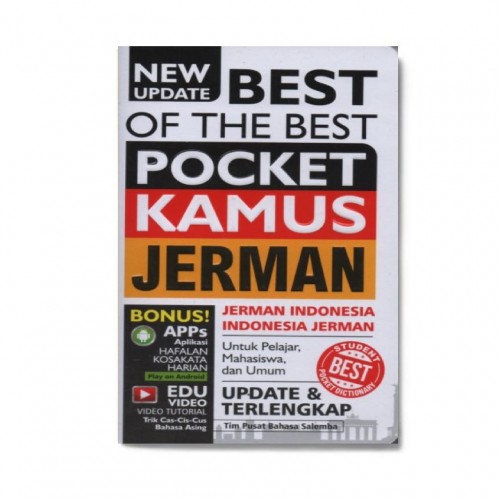 NEW
UPDATE
BEST
OF THE BEST
POCKET
KAMUS
JERMAN
BONUS!
APPs
Aplikasi
HAFALAN
KOSAKATA
HARIAN
Play on Android
EDU
VIDEO
VIDEO TUTORIAL
Trik Cas-Cis-Cus
Bahasa Asing
JERMAN INDONESIA
INDONESIA JERMAN
Untuk Pelajar,
Mahasiswa,
dan Umum
STUDENT
BEST
POCKET DICTIONARY
UPDATE &
TERLENGKAP
Tim Pusat Bahasa Salemba